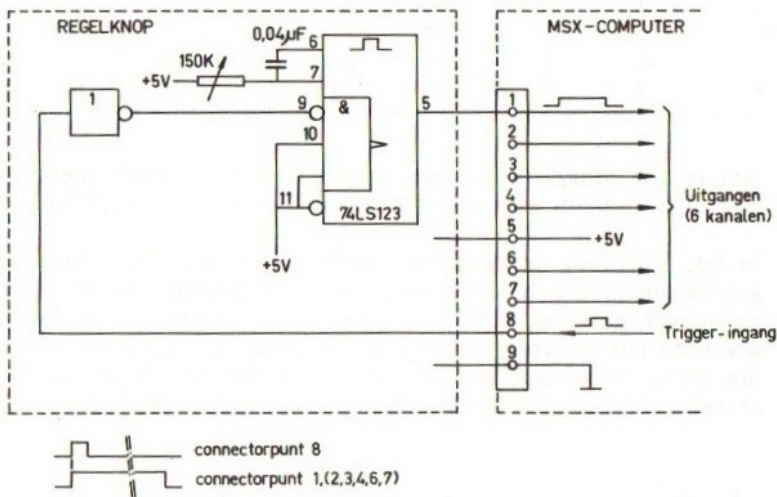 REGELKNOP
MSX-COMPUTER
0,04µF
6
150K
7
+5V
1
9
&
5
10
11
74LS123
+5V
1
2
3
4
5
+5V
6
7
8
9
Uitgangen
(6 kanalen)
Trigger-ingang
connectorpunt 8
connectorpunt 1,(2,3,4,6,7)